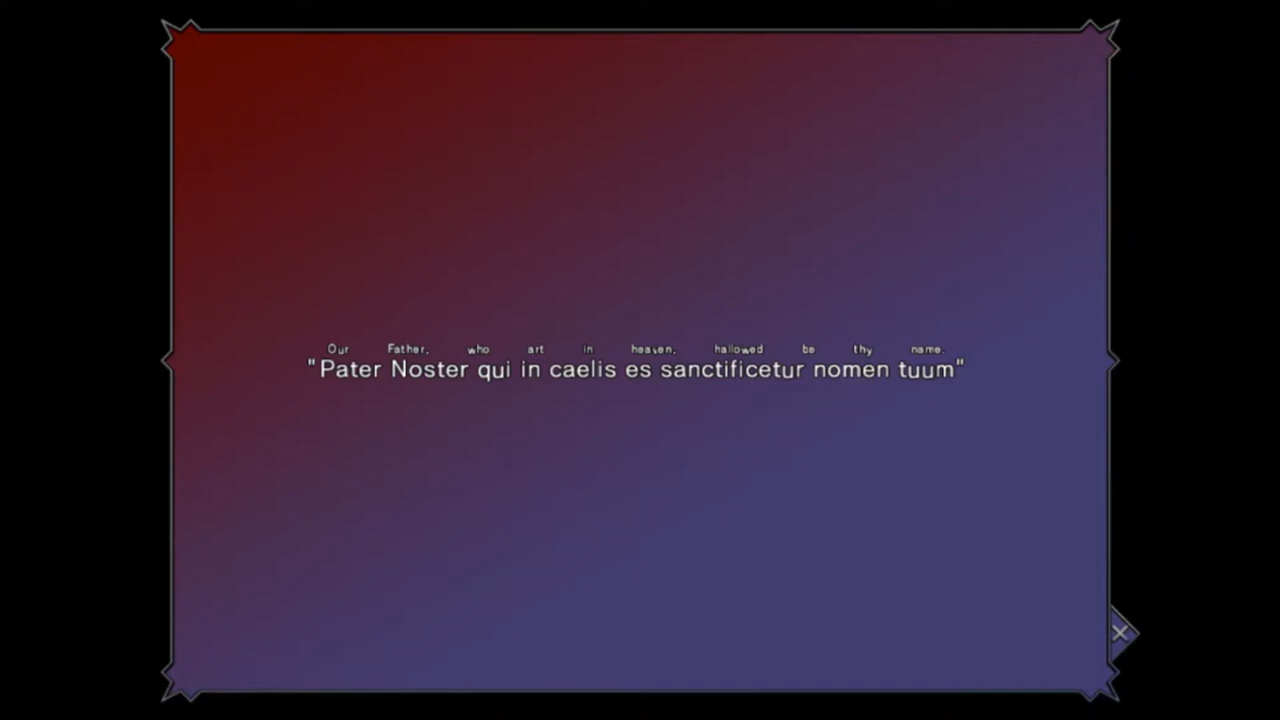 Our Father, who art in heaven, hallowed be thy name.
"Pater Noster qui in caelis es sanctificetur nomen tuum"